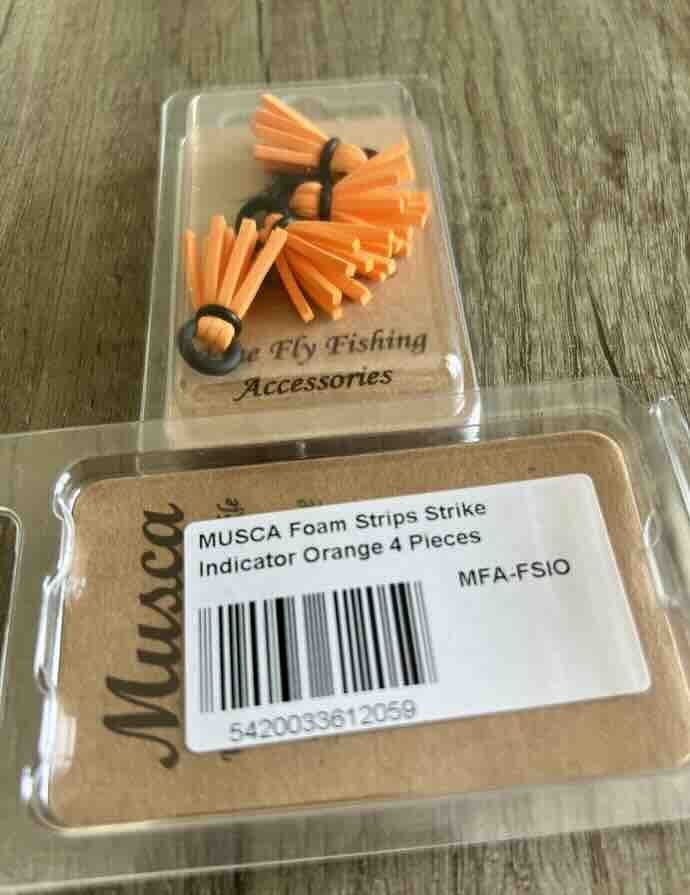 Fly Fishing
Accessories
Musca
MUSCA Foam Strips Strike
Indicator Orange 4 Pieces
MFA-FSIO
5420033612059